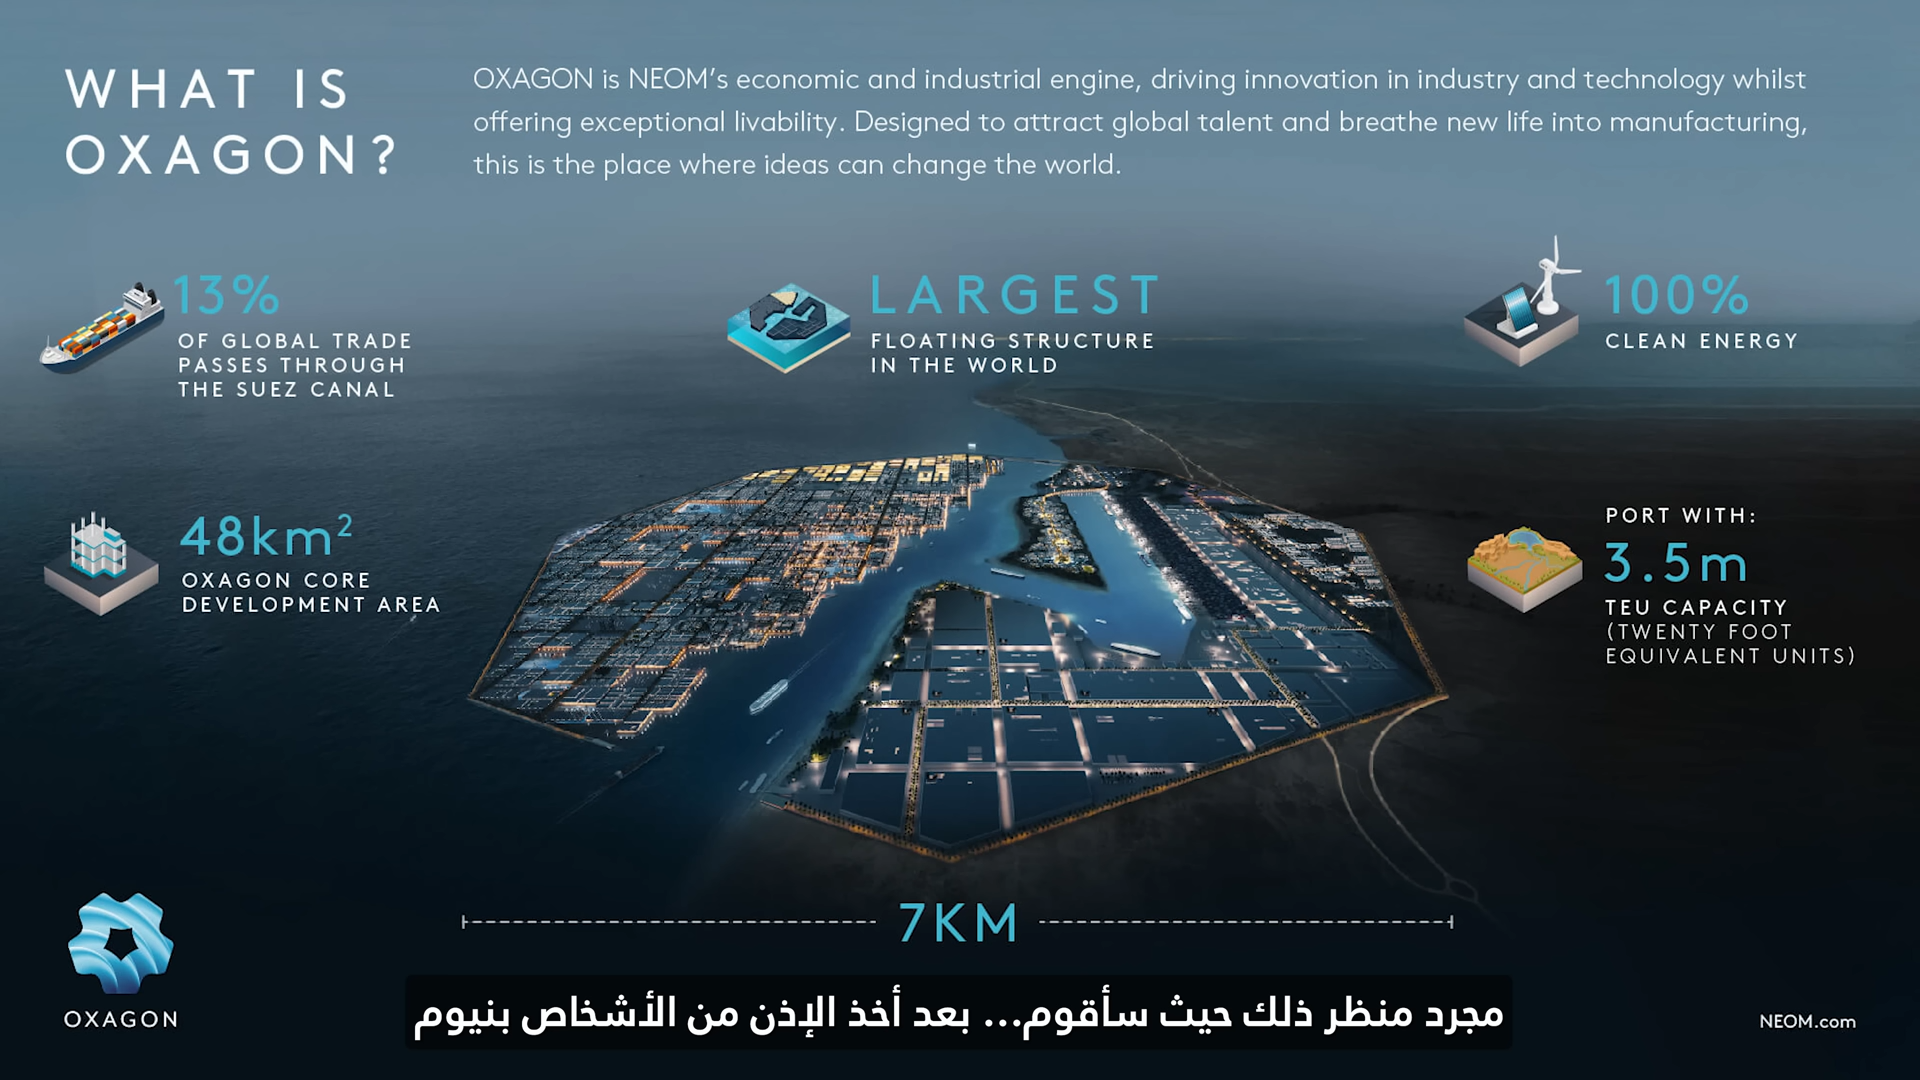 WHAT IS
OXAGON?
OXAGON is NEOM's economic and industrial engine, driving innovation in industry and technology whilst
offering exceptional livability. Designed to attract global talent and breathe new life into manufacturing,
this is the place where ideas can change the world.
13%
OF GLOBAL TRADE
PASSES THROUGH
THE SUEZ CANAL
LARGEST
FLOATING STRUCTURE
IN THE WORLD
100%
CLEAN ENERGY
48km²
OXAGON CORE
DEVELOPMENT AREA
PORT WITH:
3.5m
TEU CAPACITY
(TWENTY FOOT
EQUIVALENT UNITS)
7KM
مجرد منظر ذلك حيث سأقوم... بعد أخذ الإذن من الأشخاص بنيوم
OXAGON
NEOM.com